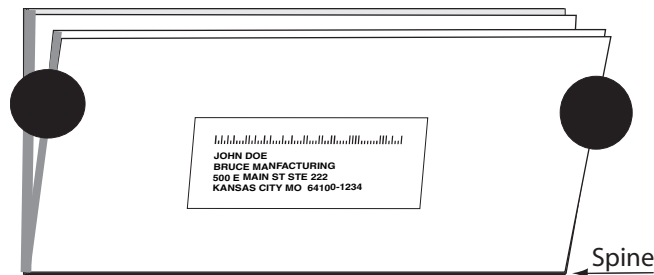 JOHN DOE
BRUCE MANFACTURING
500 E MAIN ST STE 222
KANSAS CITY MO 64100-1234
Spine